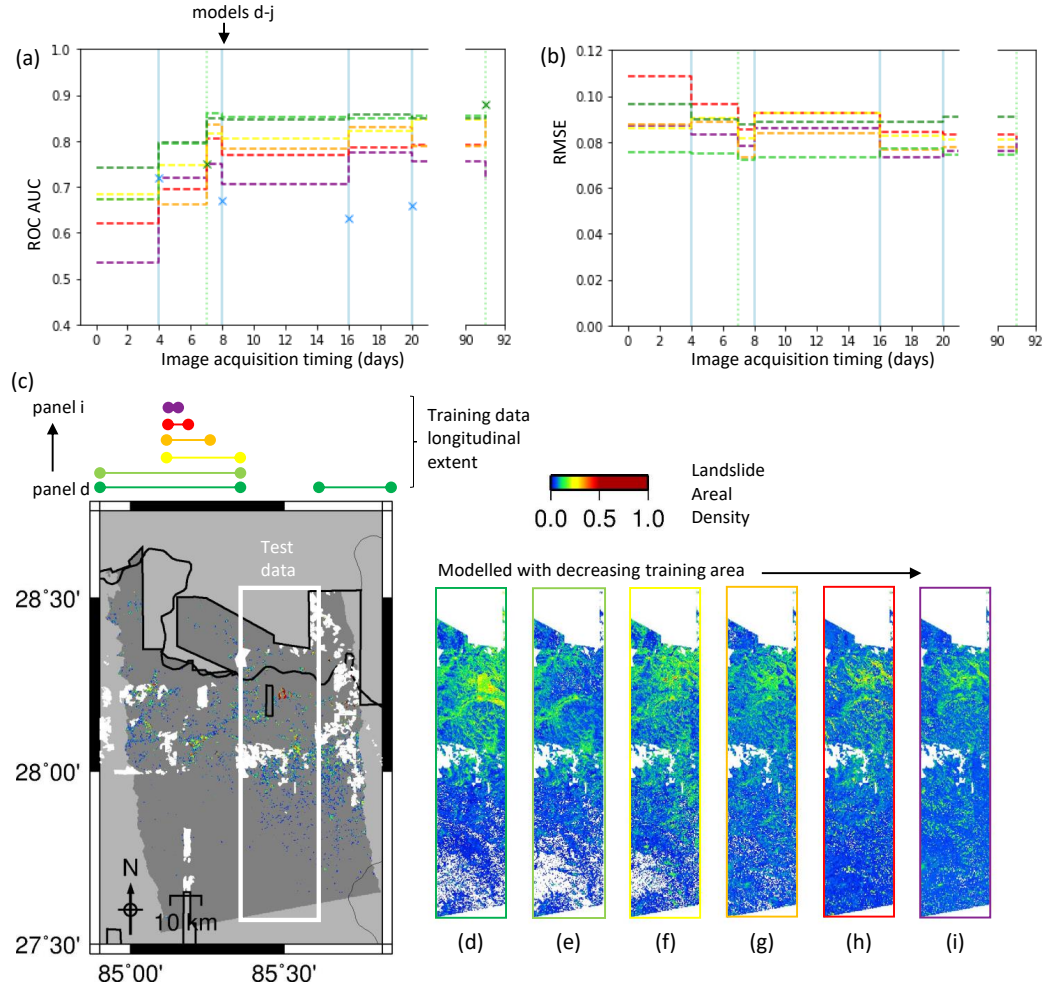 models d-j
(a)
1.0
0.9
0.8
0.7
0.6
0.5
0.4
ROC AUC
0 2 4 6 8 10 12 14 16 18 20 90 92
Image acquisition timing (days)
(b)
0.12
0.10
0.08
0.06
0.04
0.02
0.00
RMSE
0 2 4 6 8 10 12 14 16 18 20 90 92
Image acquisition timing (days)
(c)
panel i
panel d
Training data
longitudinal
extent
Landslide
Areal
Density
0.0 0.5 1.0
Test
data
Modelled with decreasing training area
28°30'
28°00'
27°30'
N
10 km
85°00' 85°30'
(d) (e) (f) (g) (h) (i)